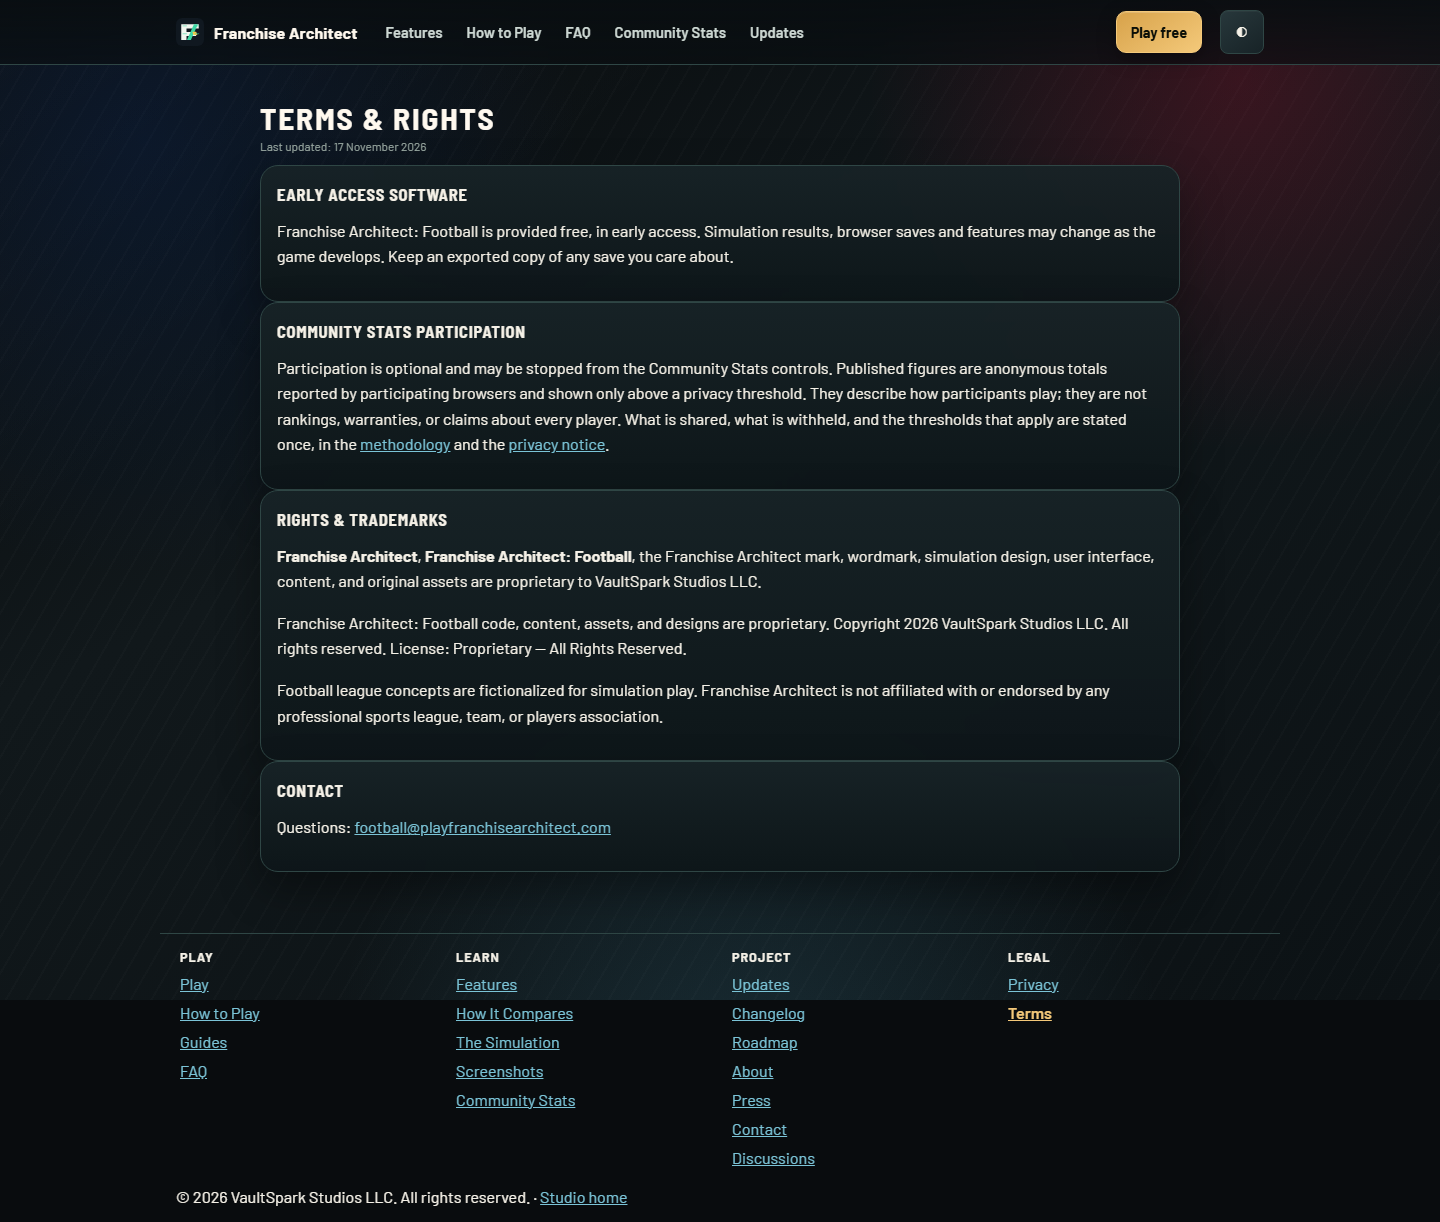 Franchise Architect
Features
How to Play
FAQ
Community Stats
Updates
Play free
TERMS & RIGHTS
Last updated: 17 November 2026
EARLY ACCESS SOFTWARE
Franchise Architect: Football is provided free, in early access. Simulation results, browser saves and features may change as the
game develops. Keep an exported copy of any save you care about.
COMMUNITY STATS PARTICIPATION
Participation is optional and may be stopped from the Community Stats controls. Published figures are anonymous totals
reported by participating browsers and shown only above a privacy threshold. They describe how participants play; they are not
rankings, warranties, or claims about every player. What is shared, what is withheld, and the thresholds that apply are stated
once, in the methodology and the privacy notice.
RIGHTS & TRADEMARKS
Franchise Architect, Franchise Architect: Football, the Franchise Architect mark, wordmark, simulation design, user interface,
content, and original assets are proprietary to VaultSpark Studios LLC.
Franchise Architect: Football code, content, assets, and designs are proprietary. Copyright 2026 VaultSpark Studios LLC. All
rights reserved. License: Proprietary — All Rights Reserved.
Football league concepts are fictionalized for simulation play. Franchise Architect is not affiliated with or endorsed by any
professional sports league, team, or players association.
CONTACT
Questions: football@playfranchisearchitect.com
PLAY
Play
How to Play
Guides
FAQ
LEARN
Features
How It Compares
The Simulation
Screenshots
Community Stats
PROJECT
Updates
Changelog
Roadmap
About
Press
Contact
Discussions
LEGAL
Privacy
Terms
© 2026 VaultSpark Studios LLC. All rights reserved. · Studio home